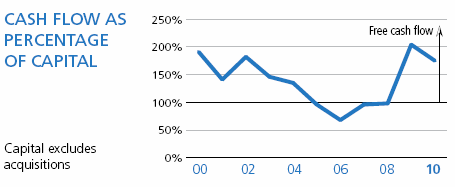 CASH FLOW AS
PERCENTAGE
OF CAPITAL
Capital excludes
acquisitions
250%
Free cash flow
200%
150%
100%
50%
0%
00 02 04 06 08 10